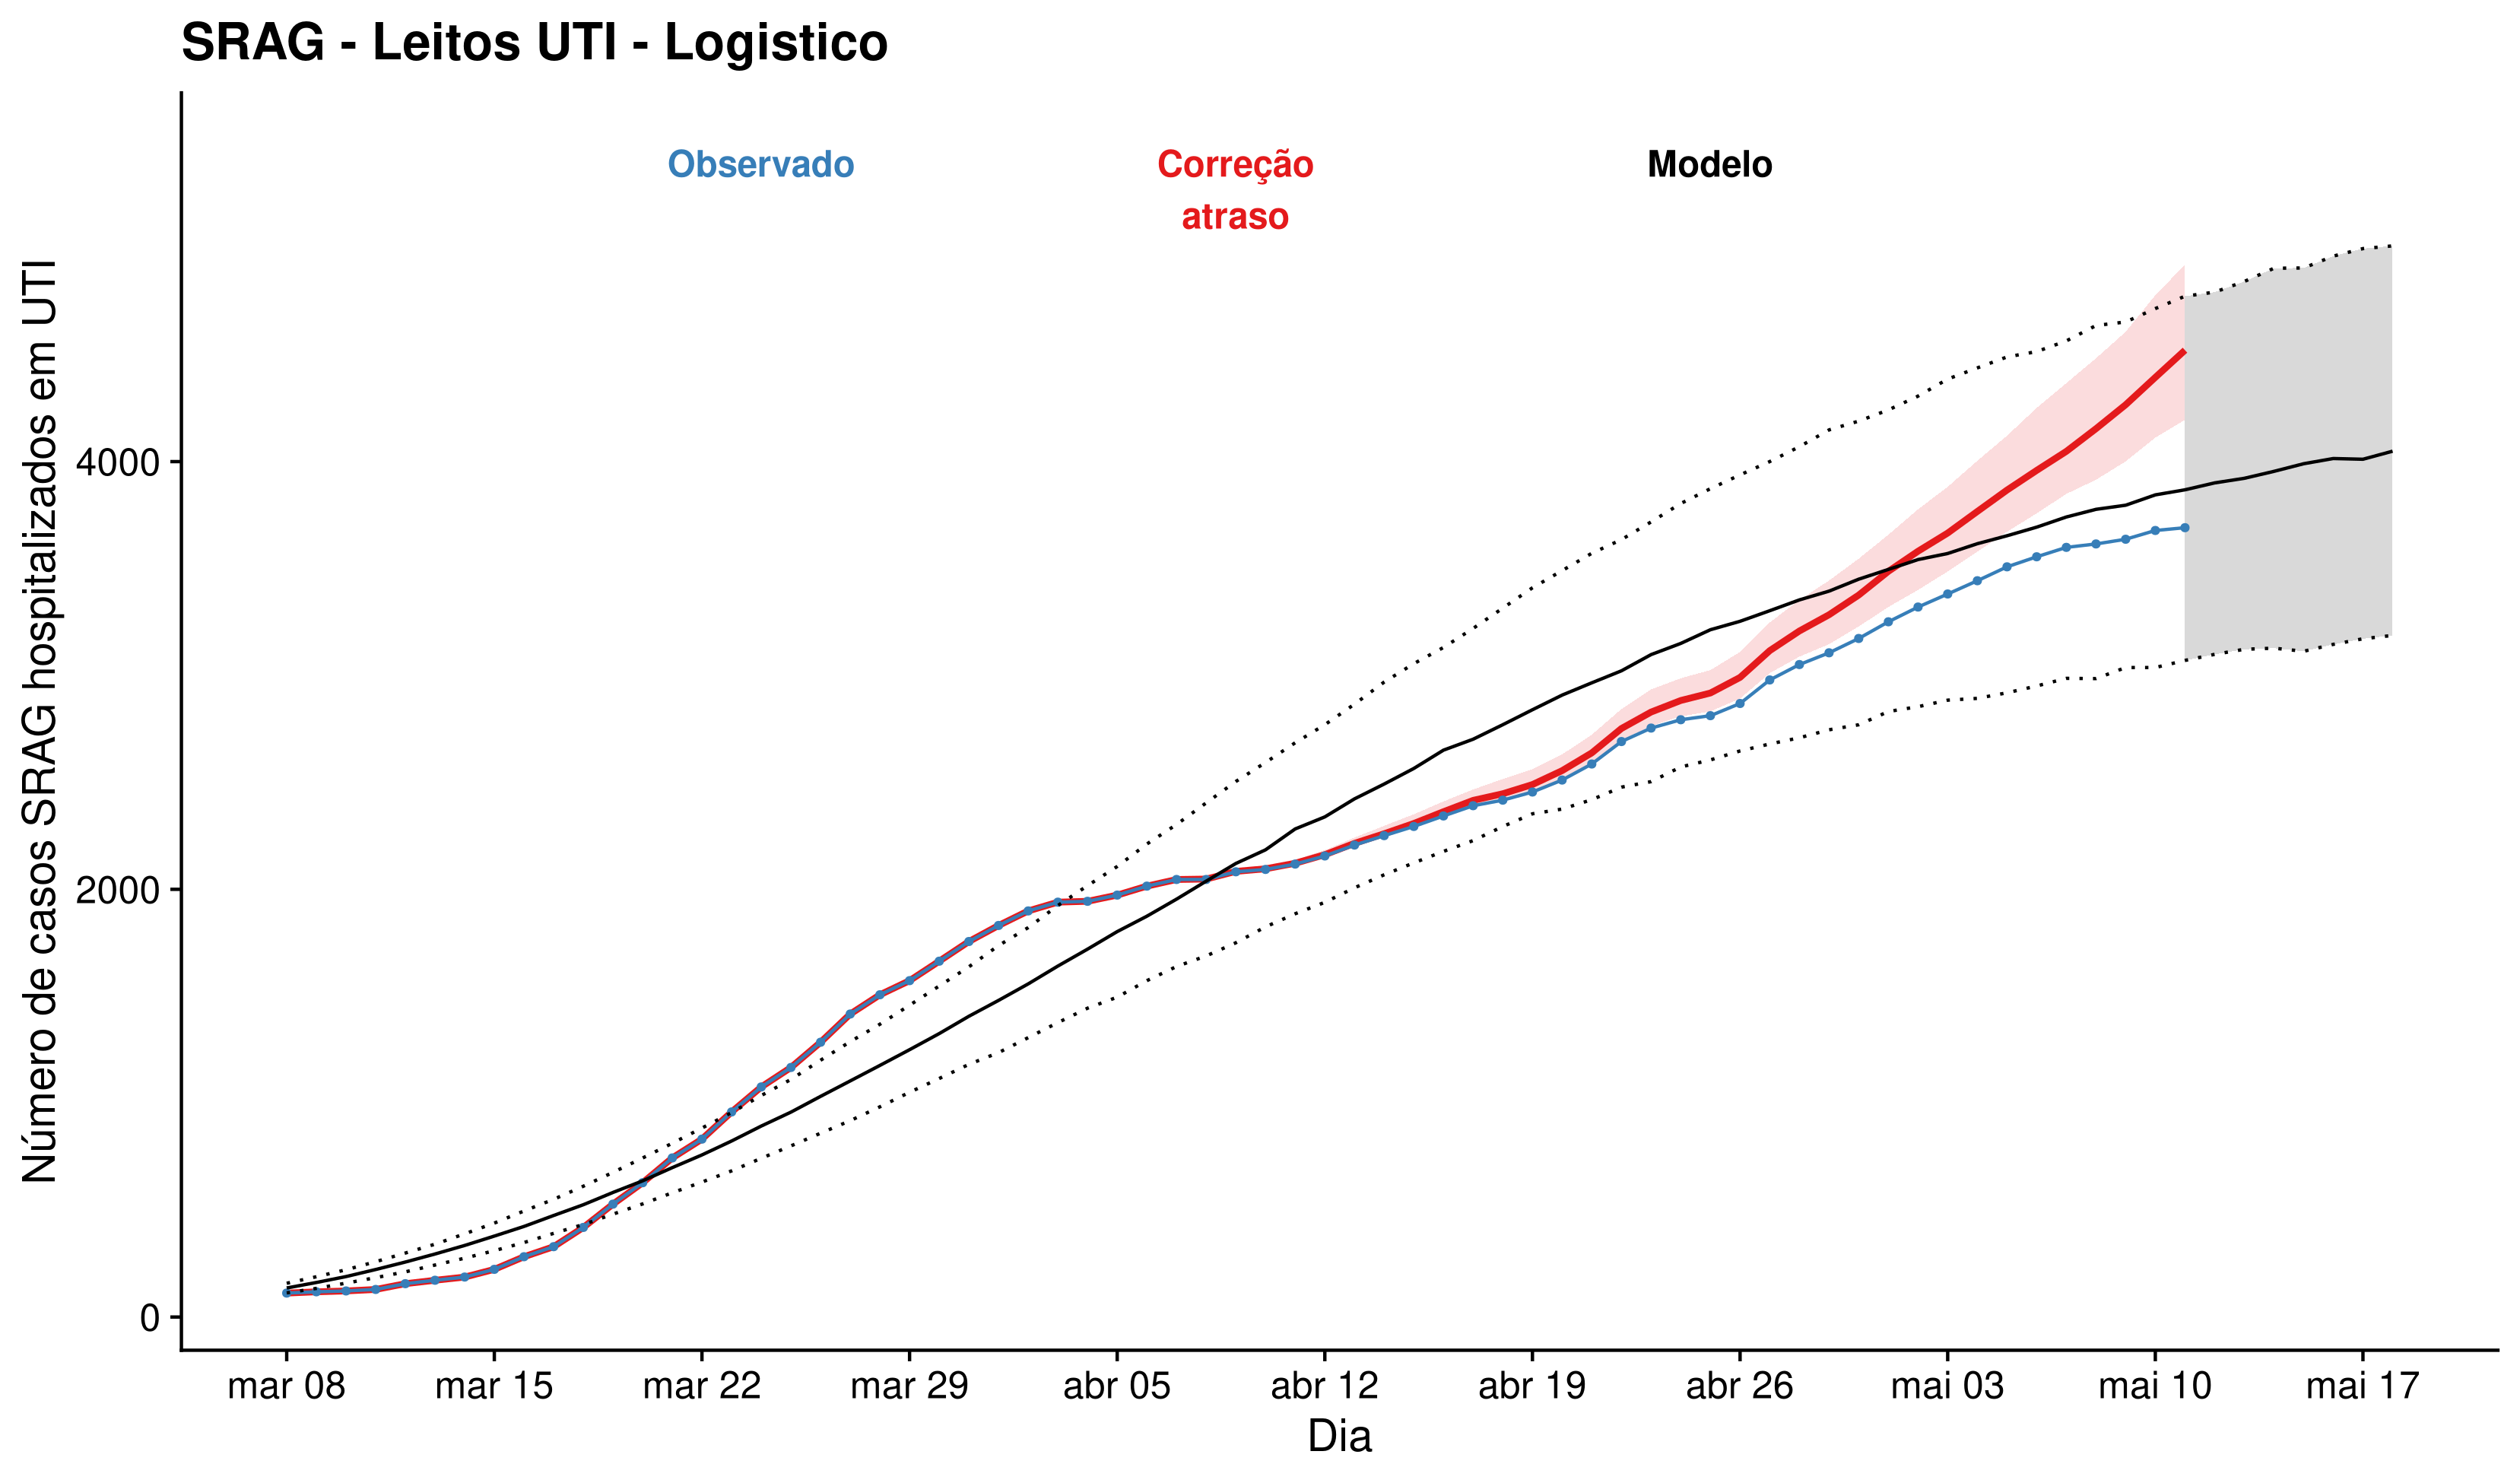 SRAG - Leitos UTI - Logistico
Observado
Correção
atraso
Modelo
Número de casos SRAG hospitalizados em UTI
4000
2000
0
mar 08
mar 15
mar 22
mar 29
abr 05
abr 12
abr 19
abr 26
mai 03
mai 10
mai 17
Dia